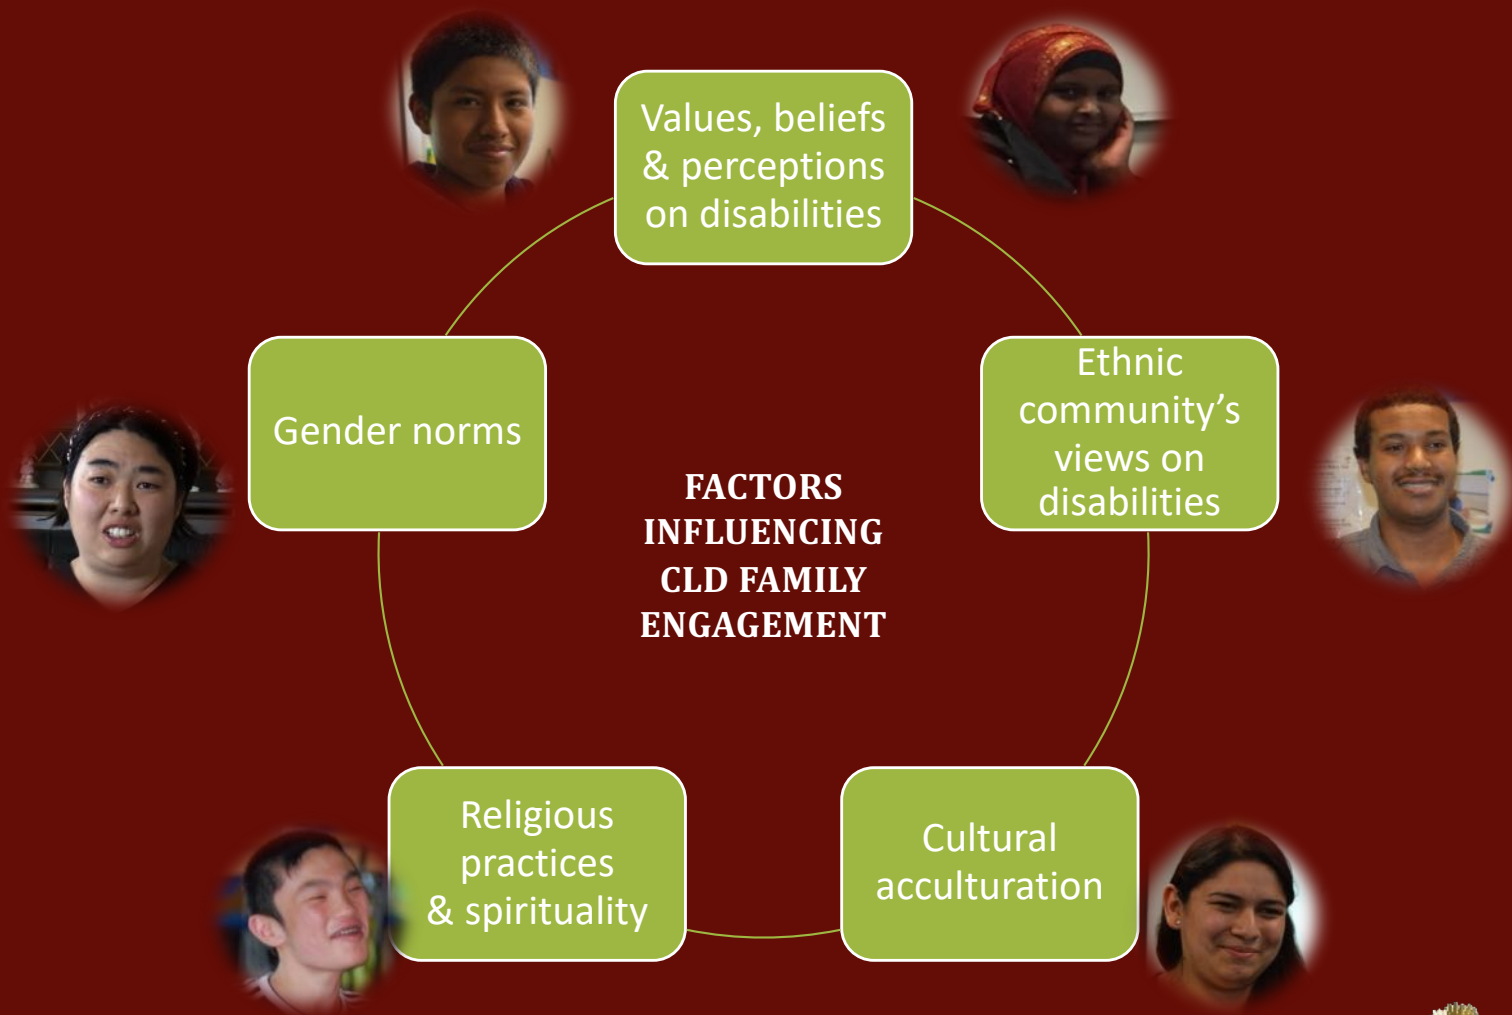 Values, beliefs
& perceptions
on disabilities
Ethnic
community’s
views on
disabilities
Cultural
acculturation
Religious
practices
& spirituality
Gender norms
FACTORS
INFLUENCING
CLD FAMILY
ENGAGEMENT